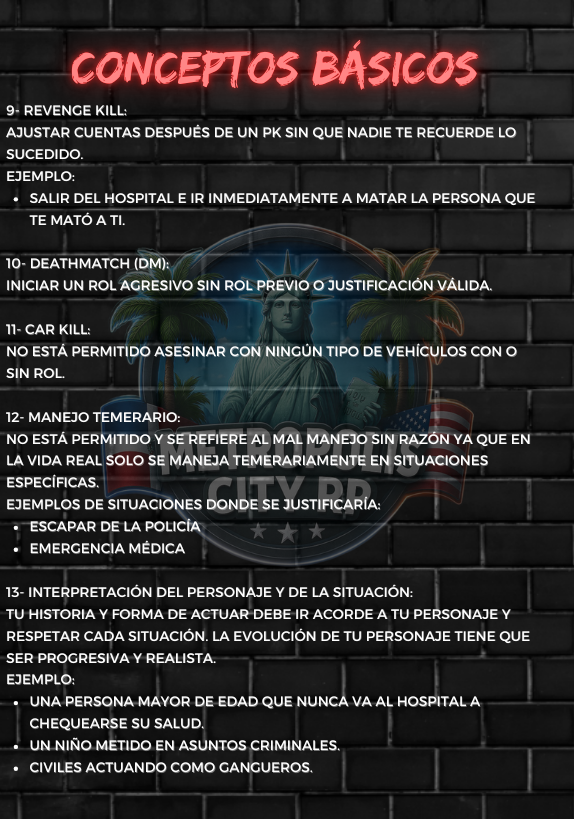 CONCEPTOS BÁSICOS
9- REVENGE KILL:
AJUSTAR CUENTAS DESPUÉS DE UN PK SIN QUE NADIE TE RECUERDE LO
SUCEDIDO.
EJEMPLO:
• SALIR DEL HOSPITAL E IR INMEDIATAMENTE A MATAR LA PERSONA QUE
TE MATÓ A TI.
10- DEATHMATCH (DM):
INICIAR UN ROL AGRESIVO SIN ROL PREVIO O JUSTIFICACIÓN VÁLIDA.
11- CAR KILL:
NO ESTÁ PERMITIDO ASESINAR CON NINGÚN TIPO DE VEHÍCULOS CON O
SIN ROL.
12- MANEJO TEMERARIO:
NO ESTÁ PERMITIDO Y SE REFIERE AL MAL MANEJO SIN RAZÓN YA QUE EN
LA VIDA REAL SOLO SE MANEJA TEMERARIAMENTE EN SITUACIONES
ESPECÍFICAS.
EJEMPLOS DE SITUACIONES DONDE SE JUSTIFICARÍA:
• ESCAPAR DE LA POLICÍA
• EMERGENCIA MÉDICA
13- INTERPRETACIÓN DEL PERSONAJE Y DE LA SITUACIÓN:
TU HISTORIA Y FORMA DE ACTUAR DEBE IR ACORDE A TU PERSONAJE Y
RESPETAR CADA SITUACIÓN. LA EVOLUCIÓN DE TU PERSONAJE TIENE QUE
SER PROGRESIVA Y REALISTA.
EJEMPLO:
• UNA PERSONA MAYOR DE EDAD QUE NUNCA VA AL HOSPITAL A
CHEQUEARSE SU SALUD.
• UN NIÑO METIDO EN ASUNTOS CRIMINALES.
• CIVILES ACTUANDO COMO GANGUEROS.
METROPOLIS
CITY RP